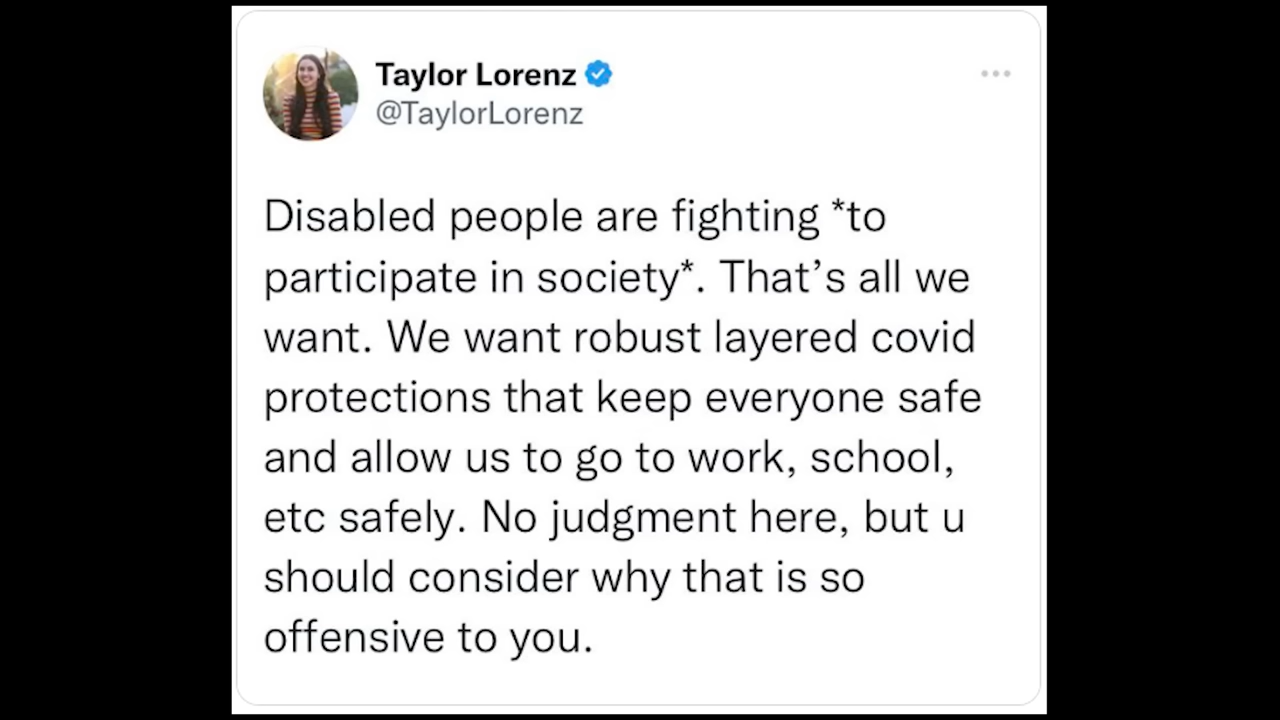 Taylor Lorenz
@TaylorLorenz
Disabled people are fighting *to
participate in society*. That’s all we
want. We want robust layered covid
protections that keep everyone safe
and allow us to go to work, school,
etc safely. No judgment here, but u
should consider why that is so
offensive to you.